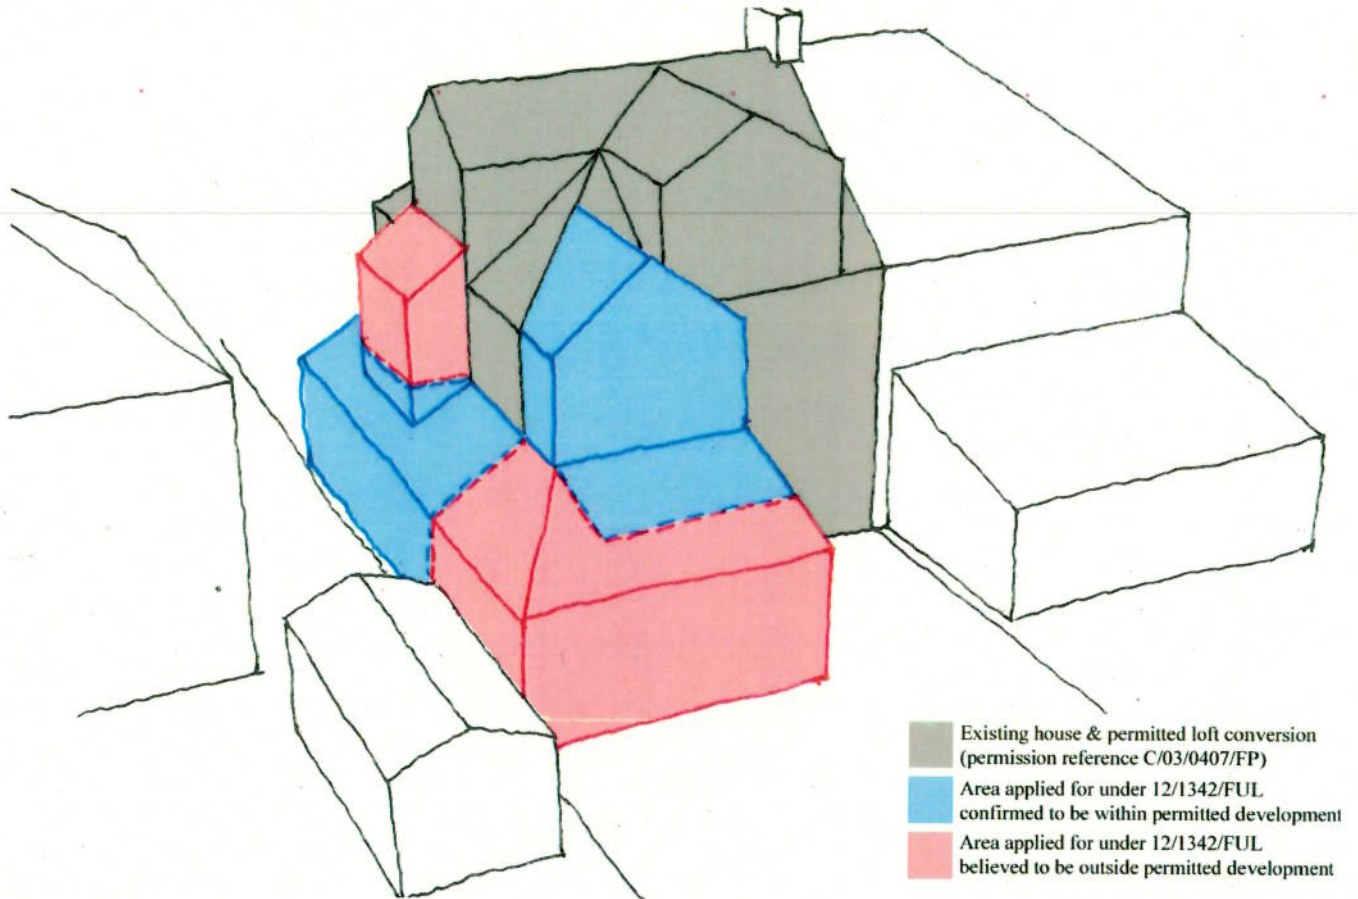 Existing house & permitted loft conversion
(permission reference C/03/0407/FP)
Area applied for under 12/1342/FUL
confirmed to be within permitted development
Area applied for under 12/1342/FUL
believed to be outside permitted development